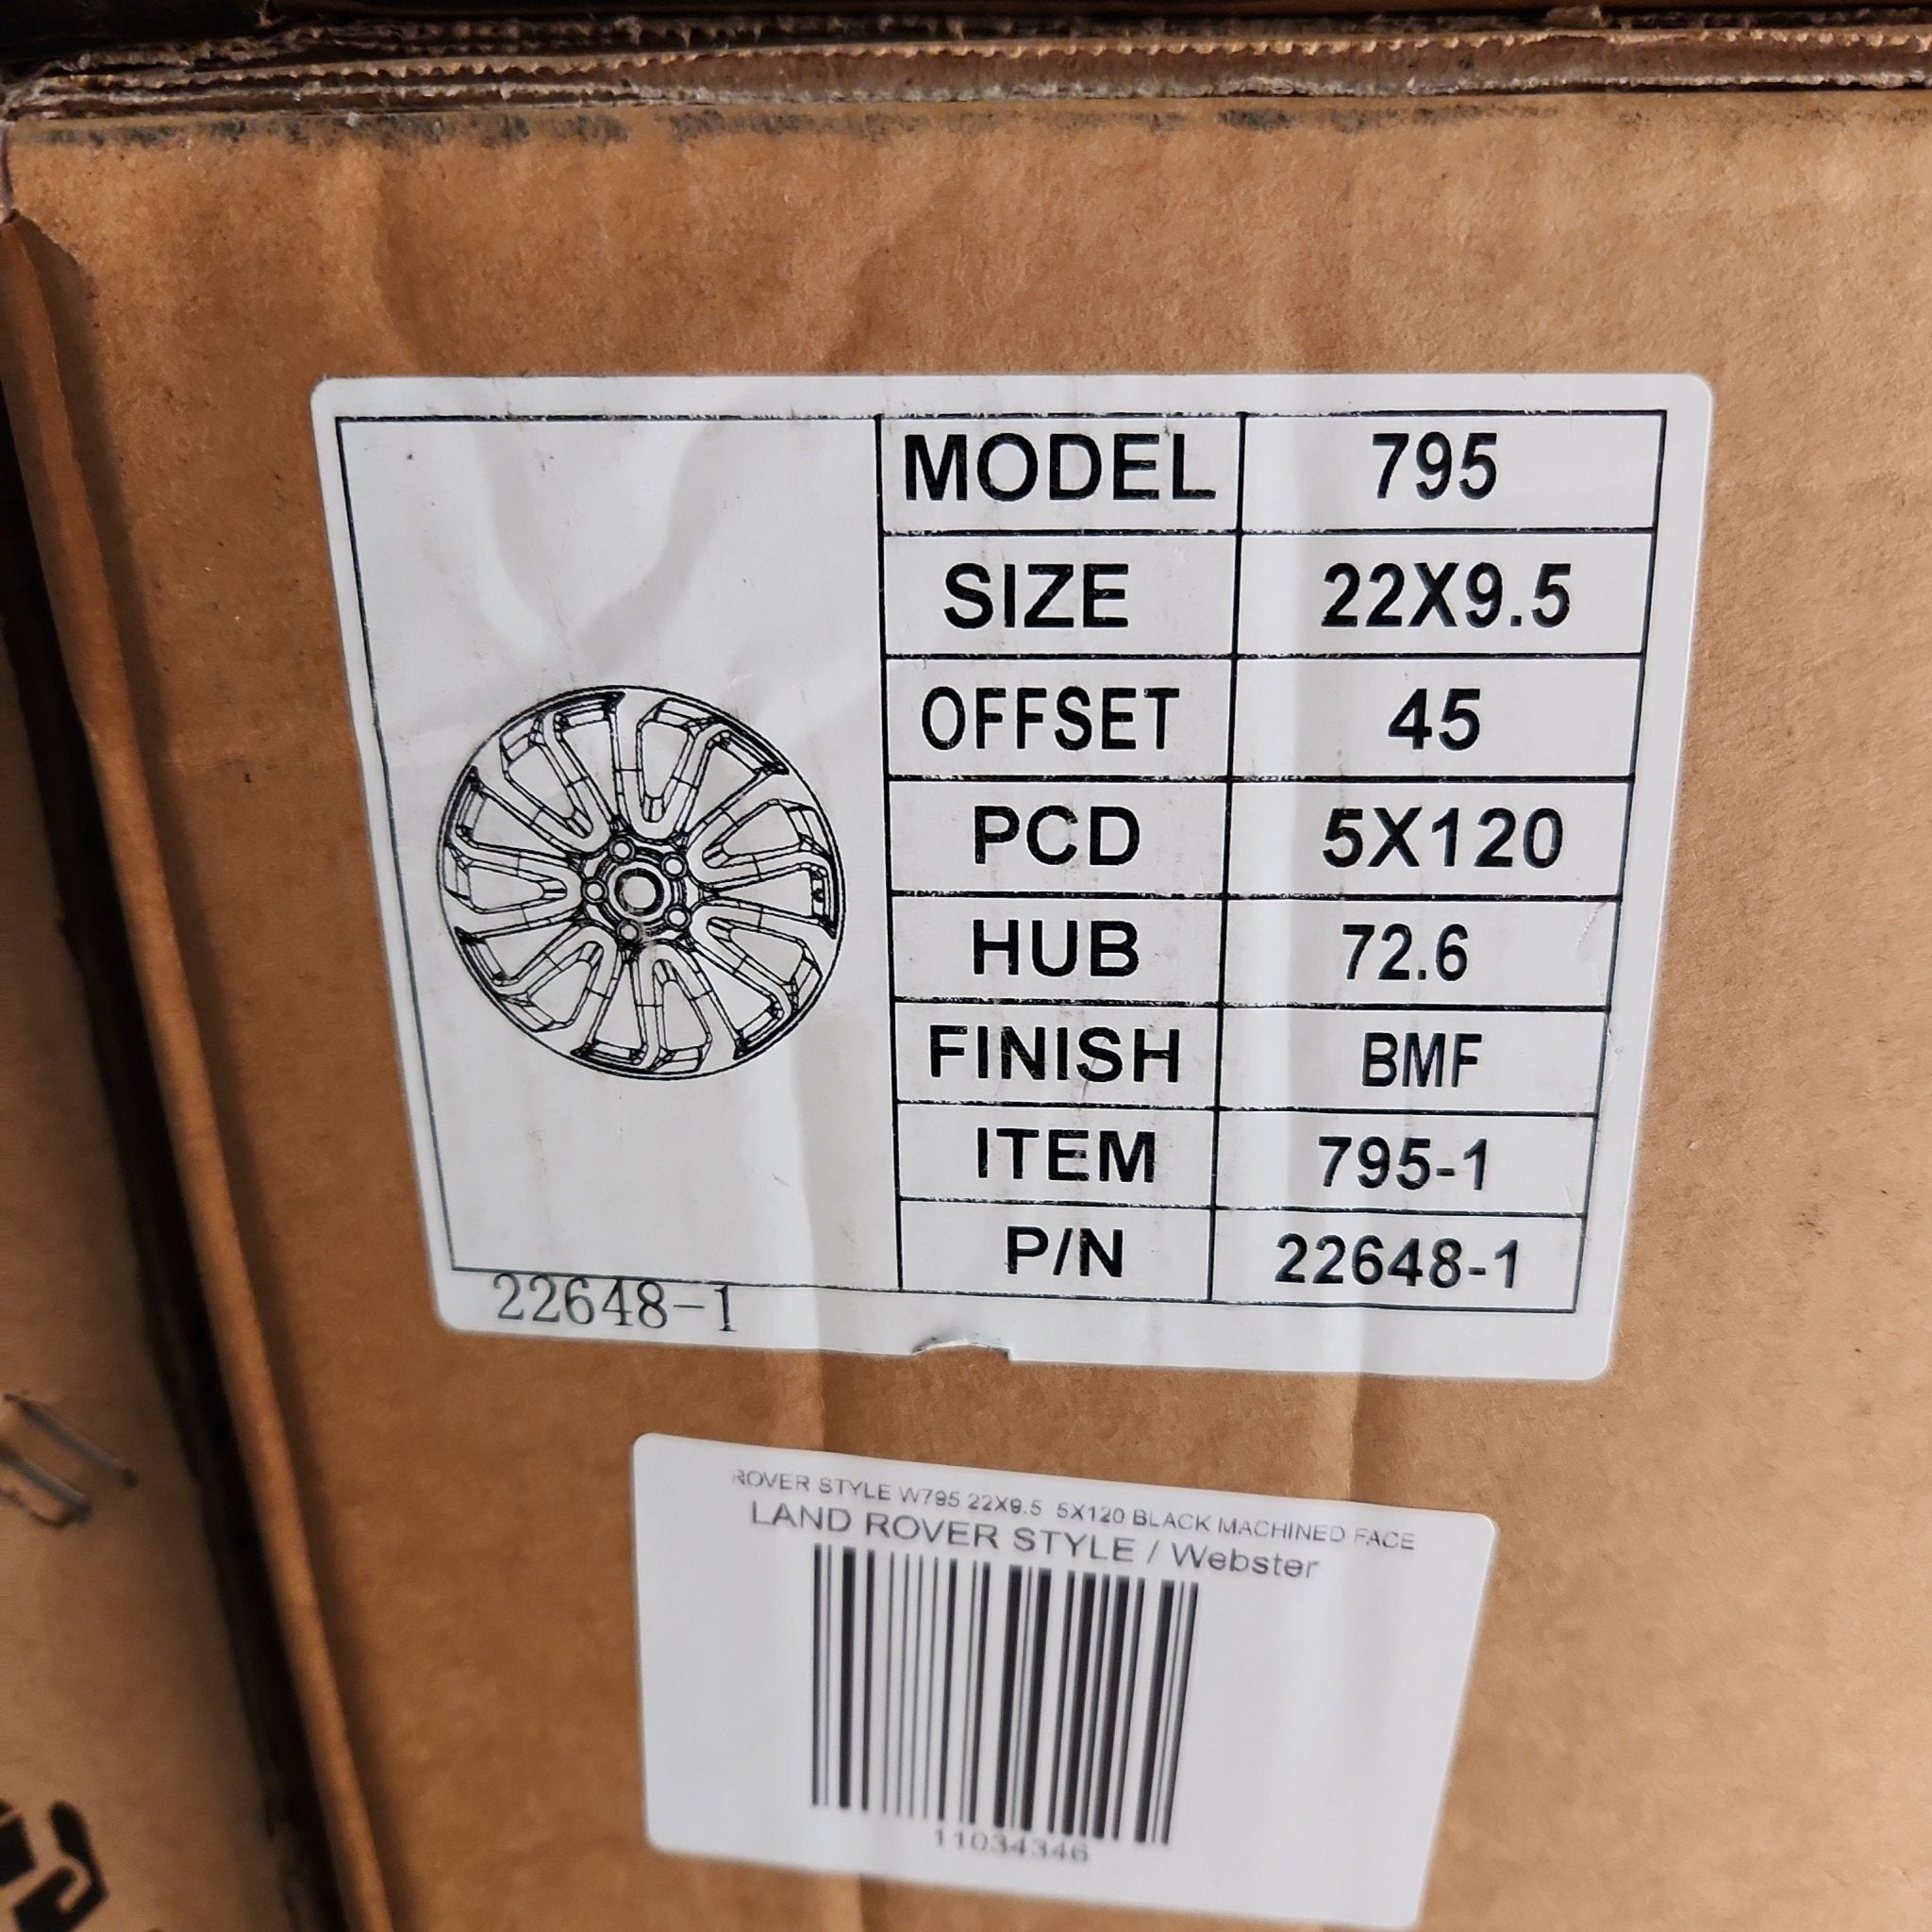 MODEL 795
SIZE 22X9.5
OFFSET 45
PCD 5X120
HUB 72.6
FINISH BMF
ITEM 795-1
P/N 22648-1
22648-1
ROVER STYLE W795 22X9.5 5X120 BLACK MACHINED FACE
LAND ROVER STYLE / Webster
11034346